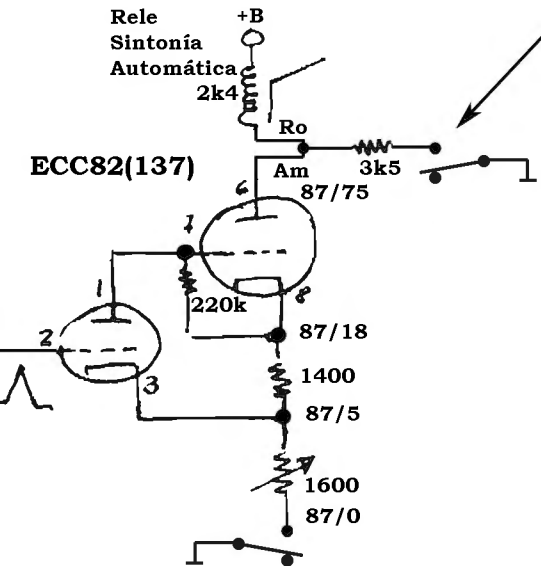 Rele +B
Sintonía
Automática
2k4
Ro
ECC82(137)
Am
3k5
6
87/75
7
1
220k
8
2
87/18
3
1400
87/5
1600
87/0